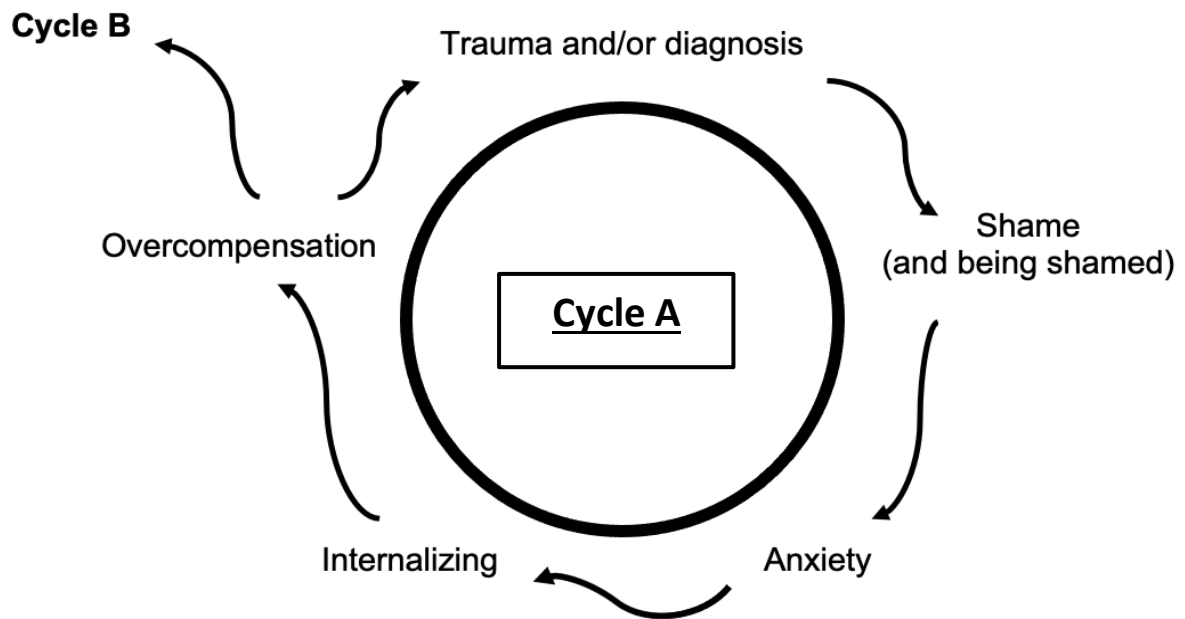 Cycle B
Trauma and/or diagnosis
Shame
(and being shamed)
Overcompensation
Cycle A
Internalizing
Anxiety